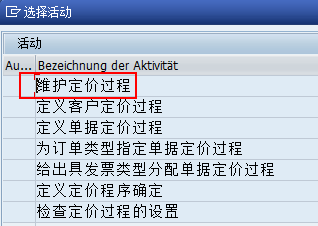 选择活动
活动
Au... Bezeichnung der Aktivität
维护定价过程
定义客户定价过程
定义单据定价过程
为订单类型指定单据定价过程
给出具发票类型分配单据定价过程
定义定价程序确定
检查定价过程的设置